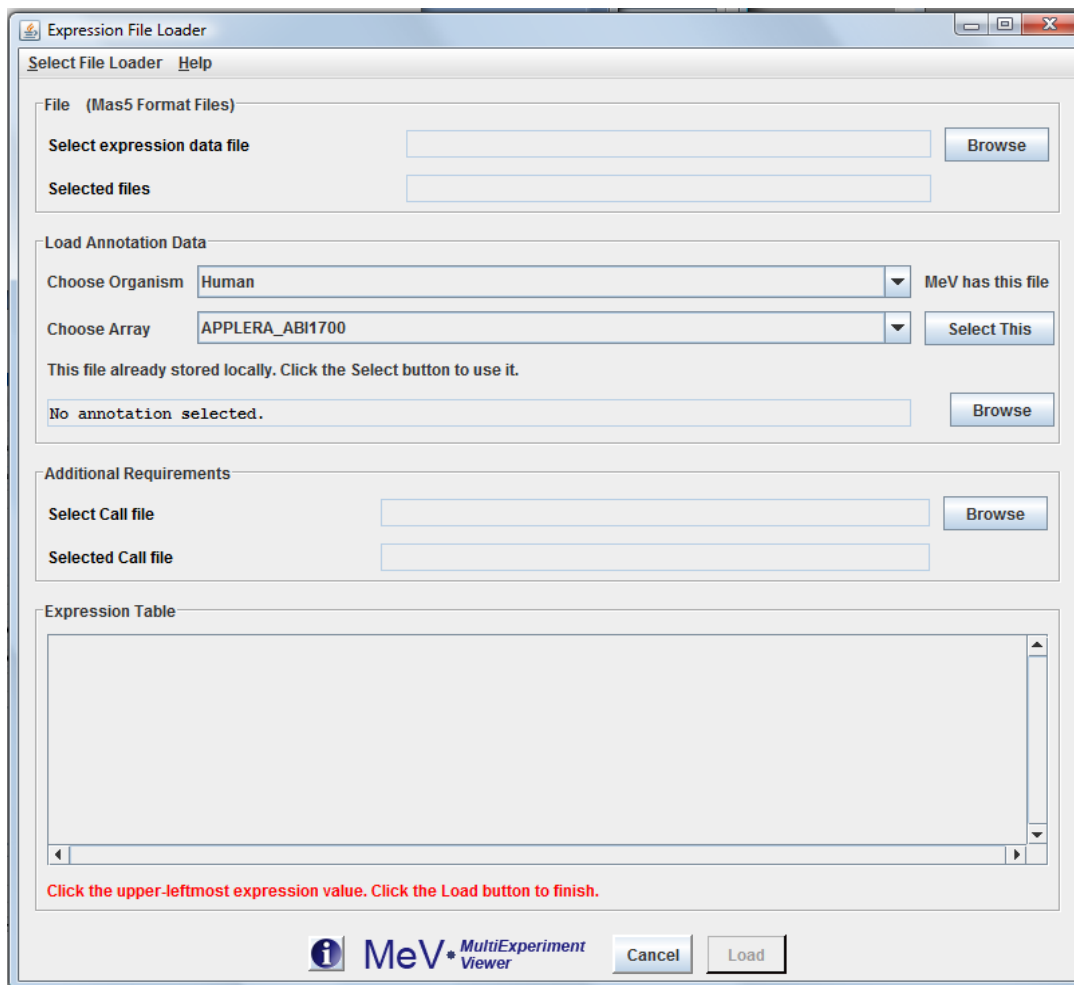 Expression File Loader
Select File Loader Help
File (Mas5 Format Files)
Select expression data file Browse
Selected files
Load Annotation Data
Choose Organism Human MeV has this file
Choose Array APPLERA_ABI1700 Select This
This file already stored locally. Click the Select button to use it.
No annotation selected. Browse
Additional Requirements
Select Call file Browse
Selected Call file
Expression Table
Click the upper-leftmost expression value. Click the Load button to finish.
i MeV MultiExperiment Viewer Cancel Load